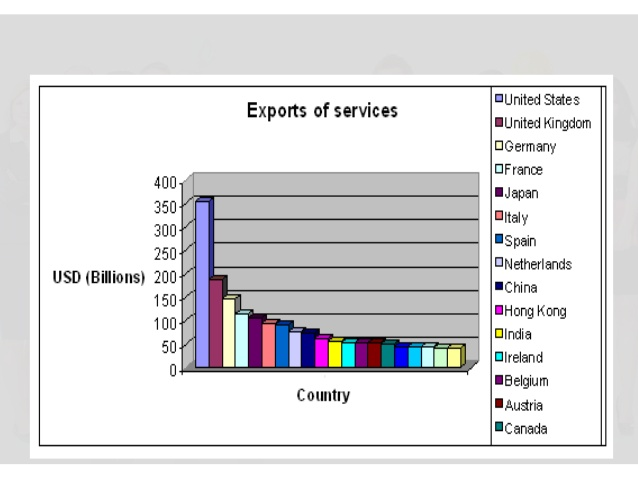 Exports of services
400
350
300
250
200
150
100
50
0
USD (Billions)
Country
United States
United Kingdom
Germany
France
Japan
Italy
Spain
Netherlands
China
Hong Kong
India
Ireland
Belgium
Austria
Canada